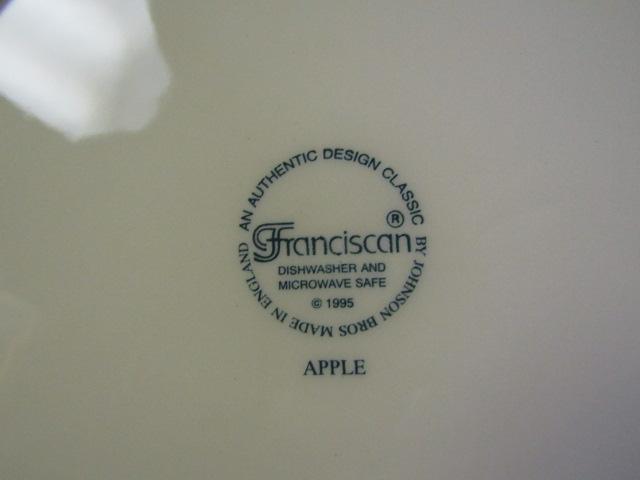 AN AUTHENTIC DESIGN CLASSIC
BY JOHNSON BROS MADE IN ENGLAND
Franciscan®
DISHWASHER AND
MICROWAVE SAFE
© 1995
APPLE